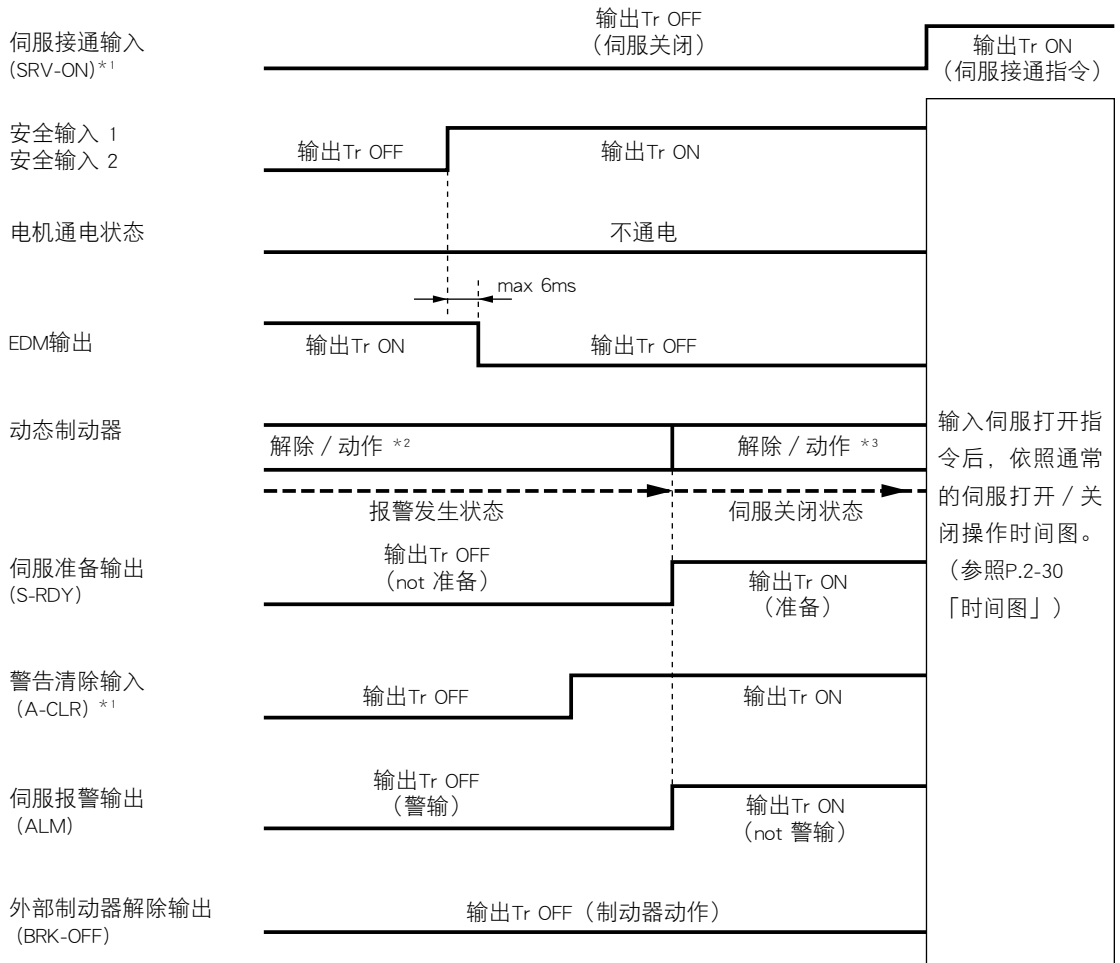 伺服接通输入
(SRV-ON)*1
输出Tr OFF
（伺服关闭）
输出Tr ON
（伺服接通指令）
安全输入 1
安全输入 2
输出Tr OFF
输出Tr ON
电机通电状态
不通电
max 6ms
EDM输出
输出Tr ON
输出Tr OFF
动态制动器
解除 / 动作 *2
解除 / 动作 *3
报警发生状态
伺服关闭状态
伺服准备输出
(S-RDY)
输出Tr OFF
（not 准备）
输出Tr ON
（准备）
警告清除输入
（A-CLR）*1
输出Tr OFF
输出Tr ON
伺服报警输出
（ALM）
输出Tr OFF
（警输）
输出Tr ON
（not 警输）
外部制动器解除输出
（BRK-OFF）
输出Tr OFF（制动器动作）
输入伺服打开指
令后，依照通常
的伺服打开 / 关
闭操作时间图。
（参照P.2-30
「时间图」）